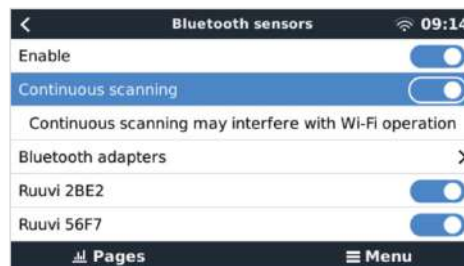 Bluetooth sensors 09:14
Enable
Continuous scanning
Continuous scanning may interfere with Wi-Fi operation
Bluetooth adapters
Ruuvi 2BE2
Ruuvi 56F7
Pages Menu